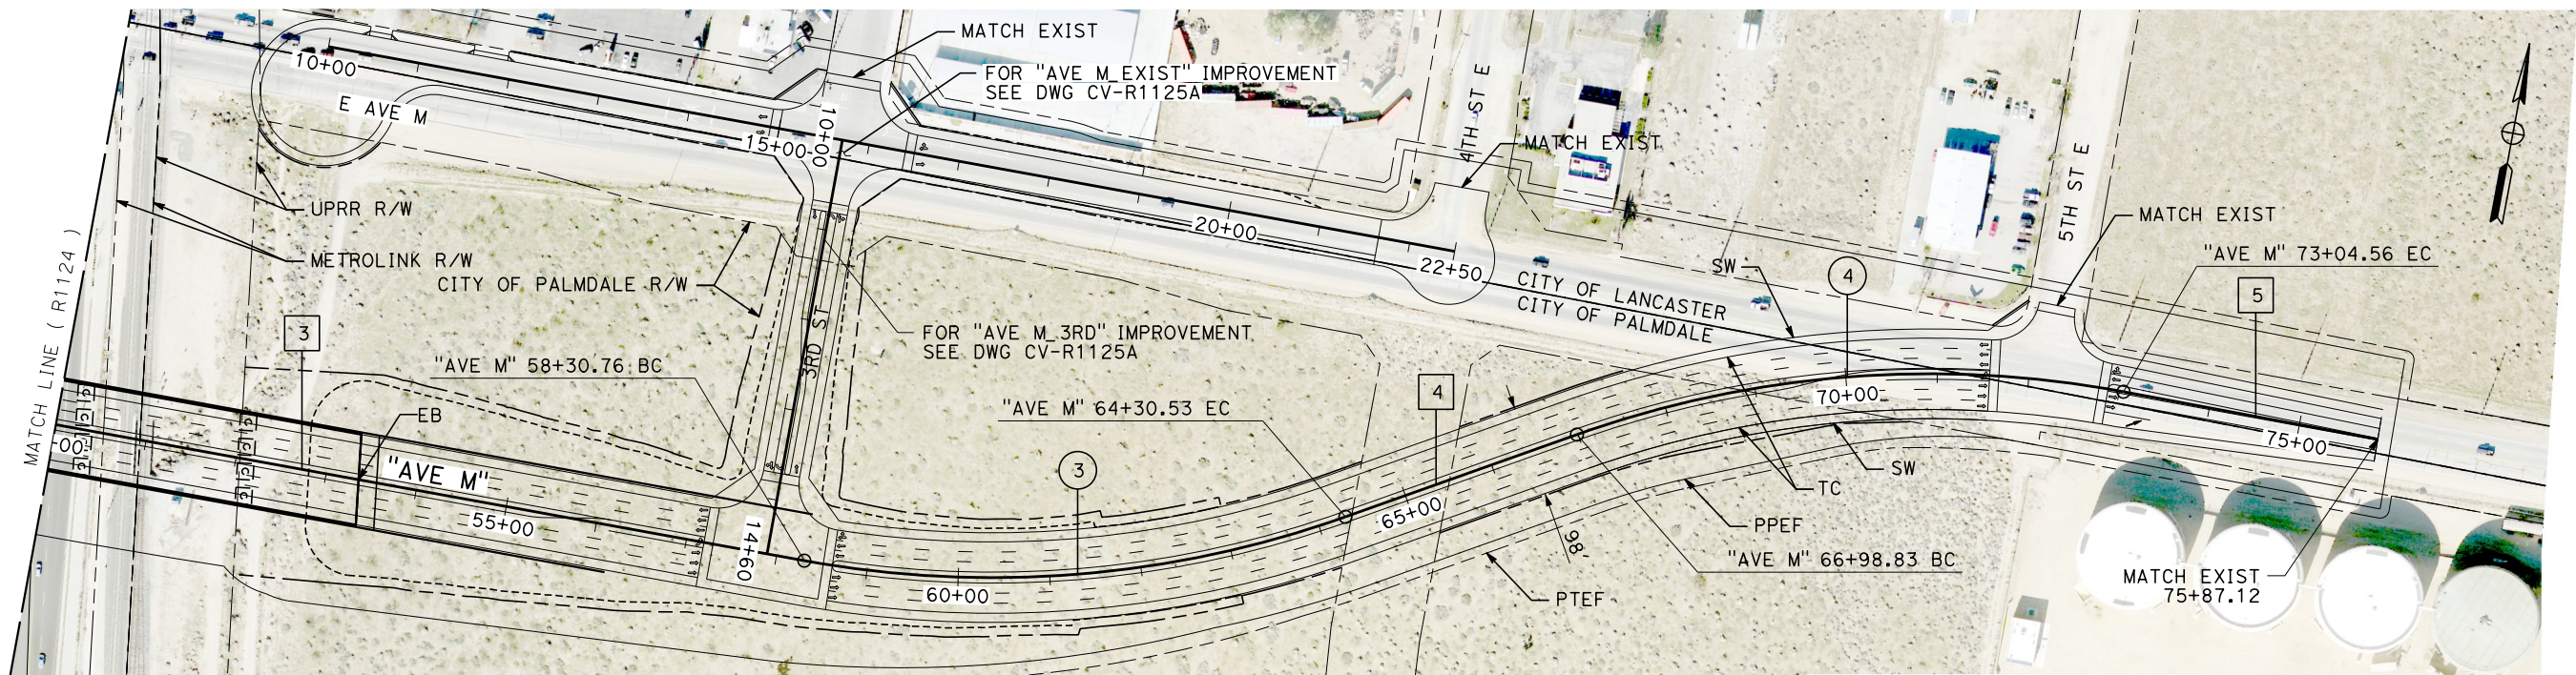 MATCH EXIST
FOR "AVE M_EXIST" IMPROVEMENT
SEE DWG CV-R1125A
10+00
E AVE M
10+00
15+00
4TH ST E
MATCH EXIST
5TH ST E
UPRR R/W
METROLINK R/W
CITY OF PALMDALE R/W
20+00
22+50
MATCH EXIST
"AVE M" 73+04.56 EC
SW
4
5
CITY OF LANCASTER
CITY OF PALMDALE
MATCH LINE ( R1124 )
3
"AVE M" 58+30.76 BC
3RD ST
FOR "AVE M_3RD" IMPROVEMENT
SEE DWG CV-R1125A
"AVE M" 64+30.53 EC
4
70+00
EB
-00
"AVE M"
55+00
14+60
3
60+00
65+00
75+00
SW
TC
PPEF
98'
"AVE M" 66+98.83 BC
PTEF
MATCH EXIST
75+87.12